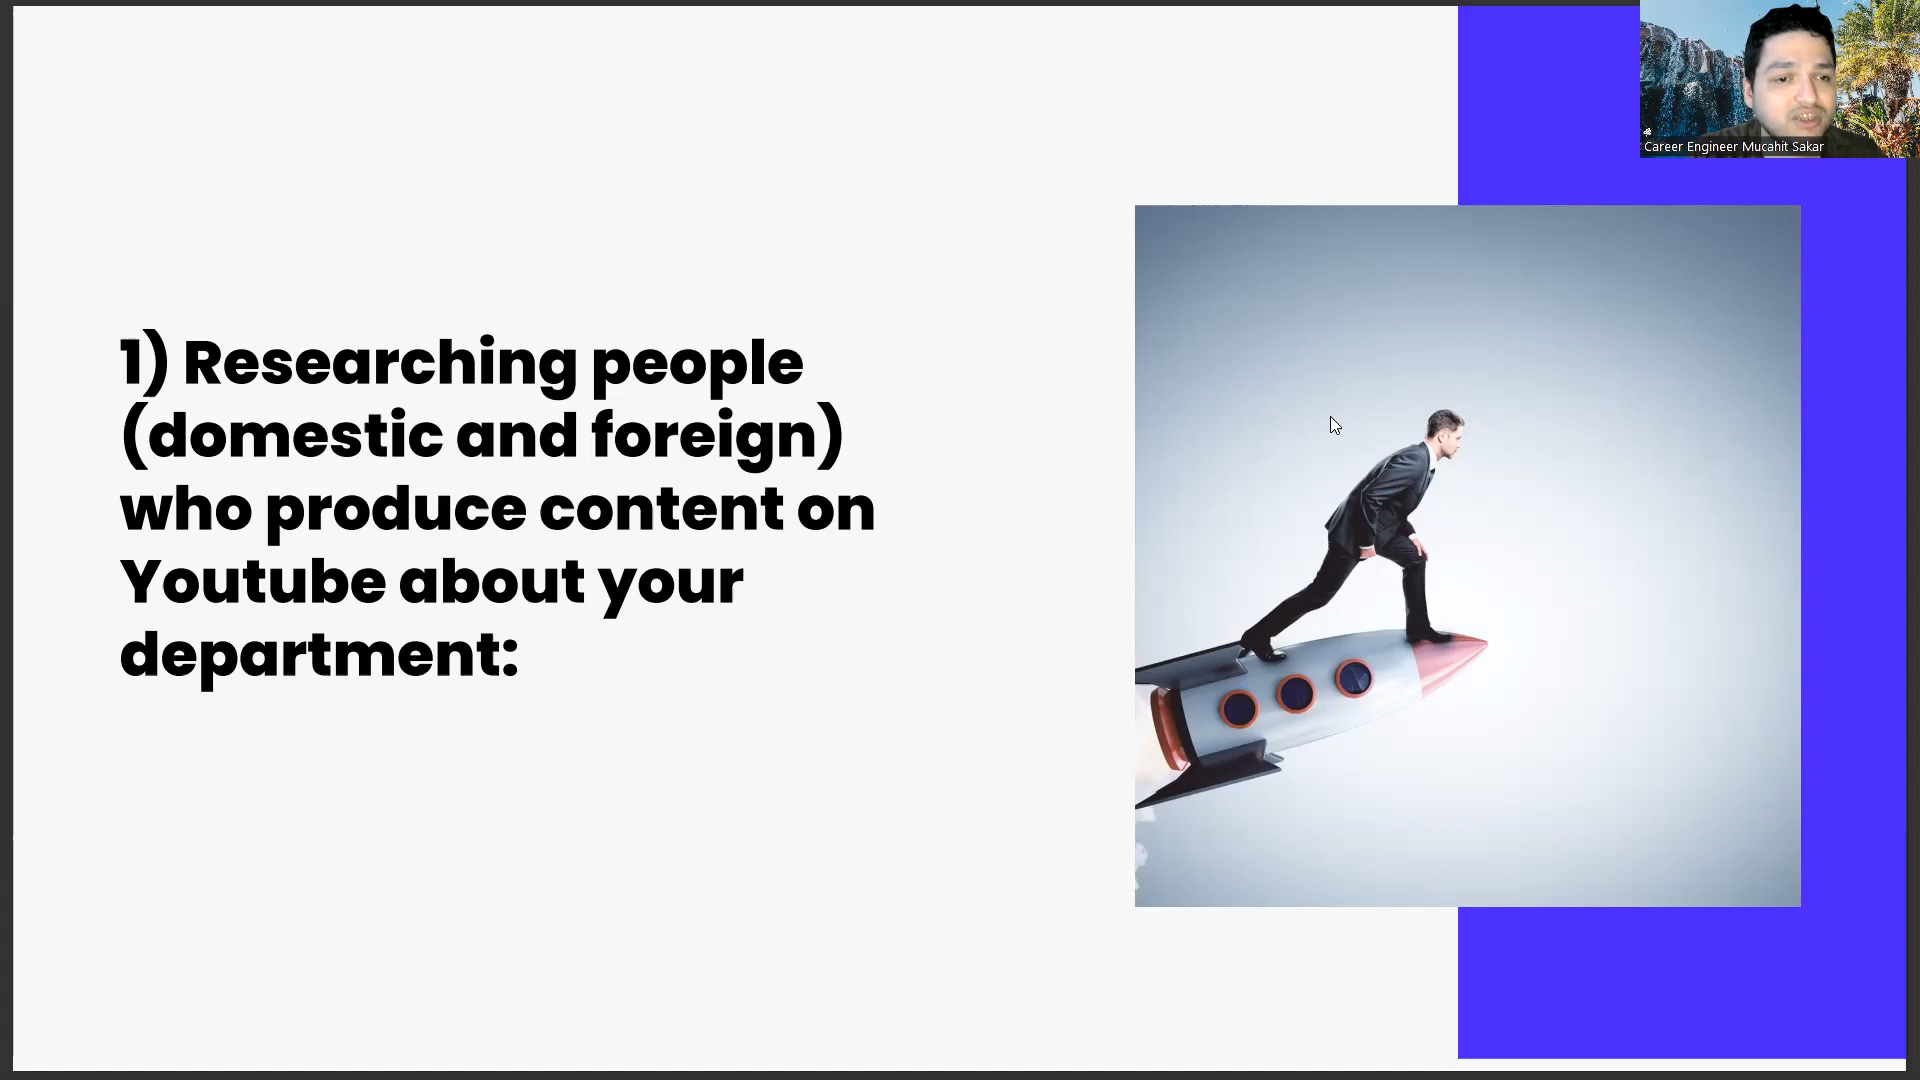 Career Engineer Mucahit Sakar
1) Researching people
(domestic and foreign)
who produce content on
Youtube about your
department: